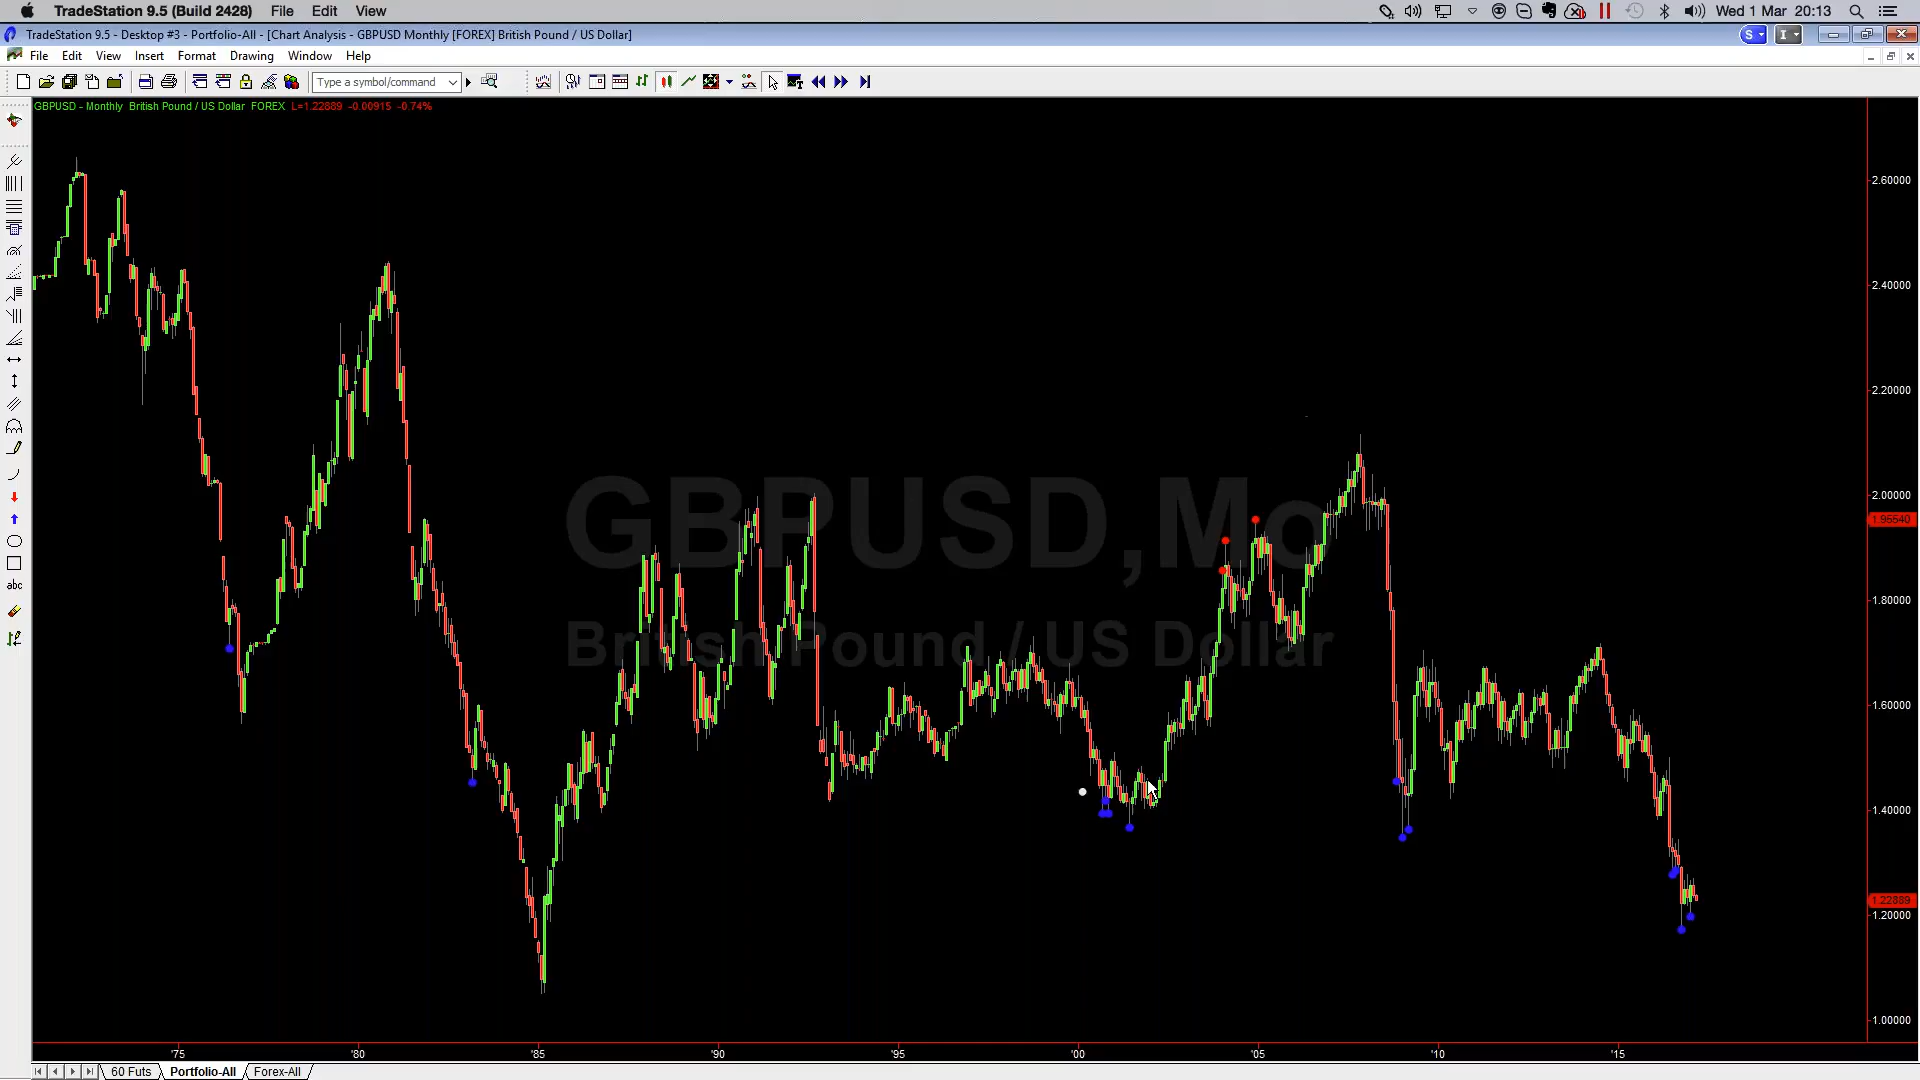 TradeStation 9.5 (Build 2428) File Edit View Wed 1 Mar 20:13
TradeStation 9.5 - Desktop #3 - Portfolio-All - [Chart Analysis - GBPUSD Monthly [FOREX] British Pound / US Dollar] S I
File Edit View Insert Format Drawing Window Help
Type a symbol/command
GBPUSD - Monthly British Pound / US Dollar FOREX L=1.22889 -0.00915 -0.74%
2.60000
2.40000
2.20000
2.00000
1.95540
GBPUSD,Mo
1.80000
abc
British Pound / US Dollar
1.60000
1.40000
1.22889
1.20000
1.00000
'75 '80 '85 '90 '95 '00 '05 '10 '15
60 Futs Portfolio-All Forex-All